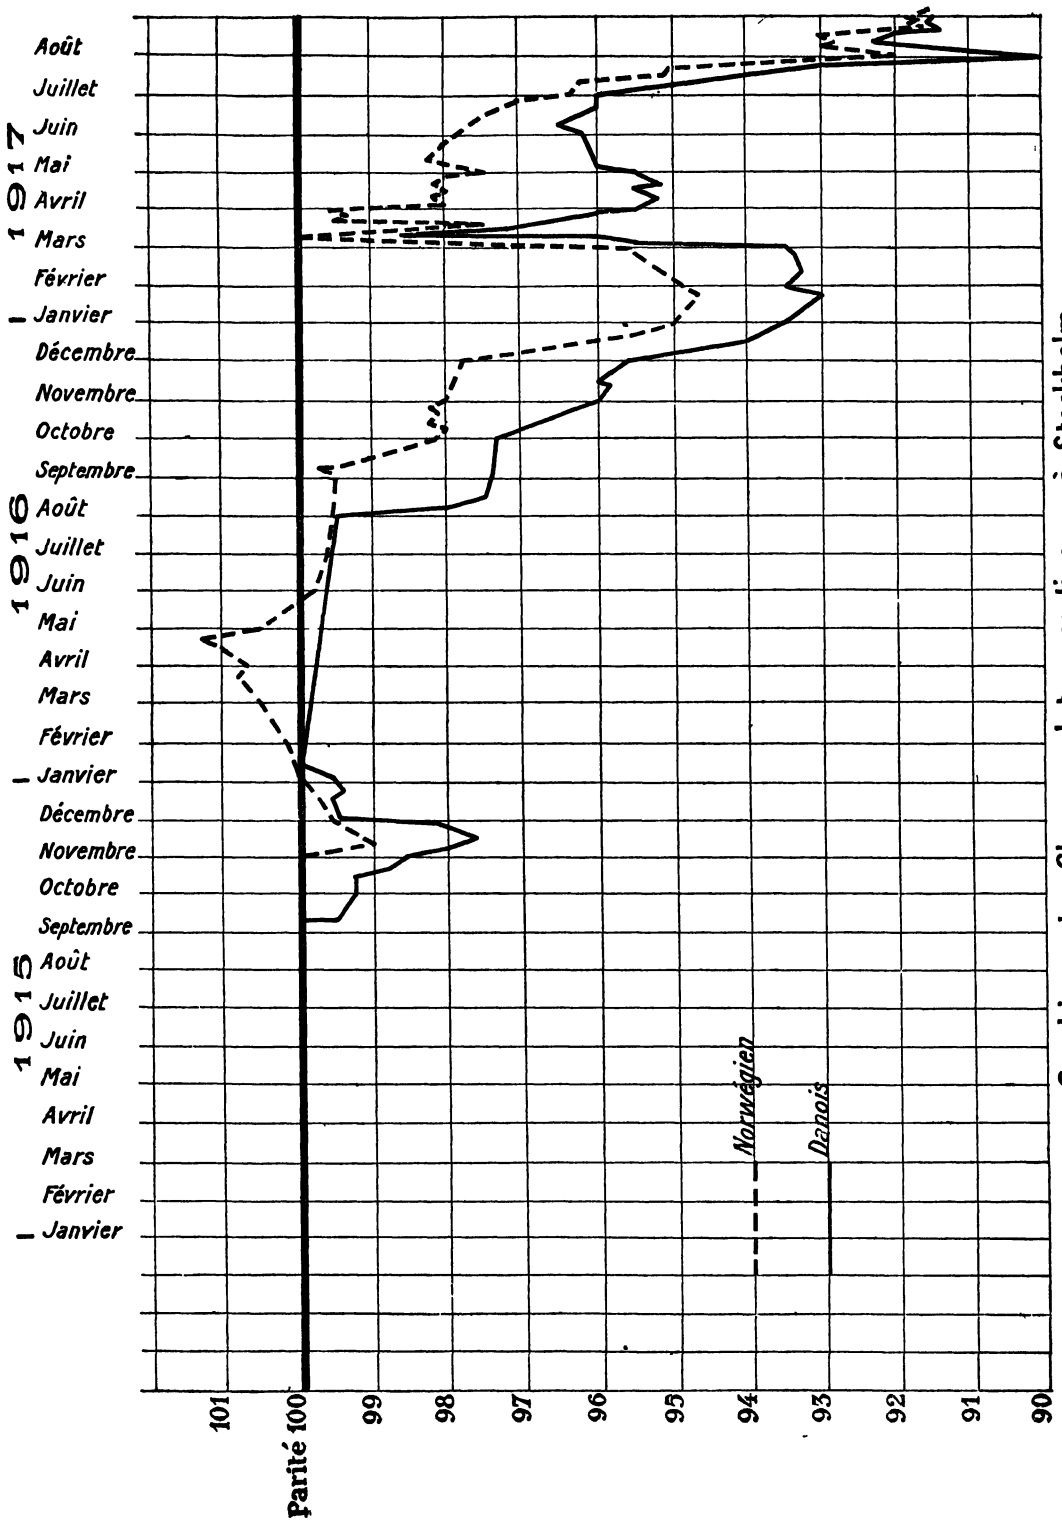 1917
Août
Juillet
Juin
Mai
Avril
Mars
Février
Janvier
1916
Décembre
Novembre
Octobre
Septembre
Août
Juillet
Juin
Mai
Avril
Mars
Février
Janvier
1915
Décembre
Novembre
Octobre
Septembre
Août
Juillet
Juin
Mai
Avril
Mars
Février
Janvier
Norwégien
Danois
101
Parité 100
99
98
97
96
95
94
93
92
91
90